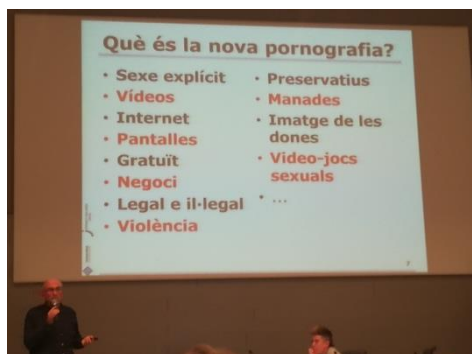 Què és la nova pornografia?
• Sexe explícit
• Vídeos
• Internet
• Pantalles
• Gratuït
• Negoci
• Legal e il·legal
• Violència
• Preservatius
• Manades
• Imatge de les
dones
• Video-jocs
sexuals
• ...
7